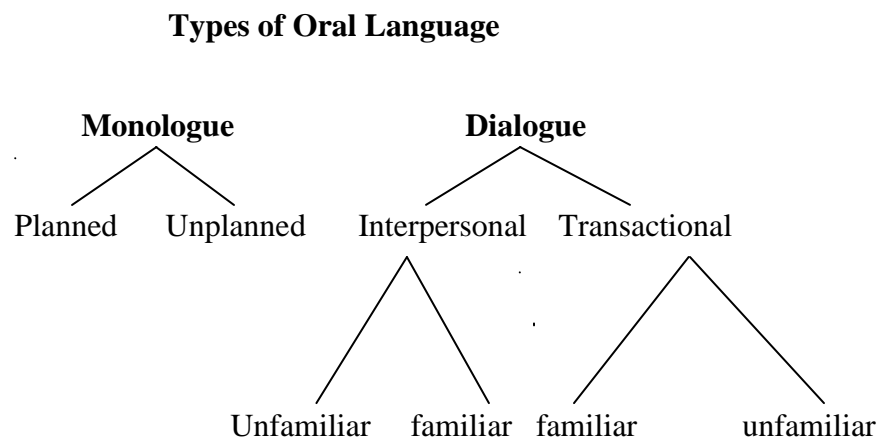 Types of Oral Language
Monologue Dialogue
Planned Unplanned Interpersonal Transactional
Unfamiliar familiar familiar unfamiliar